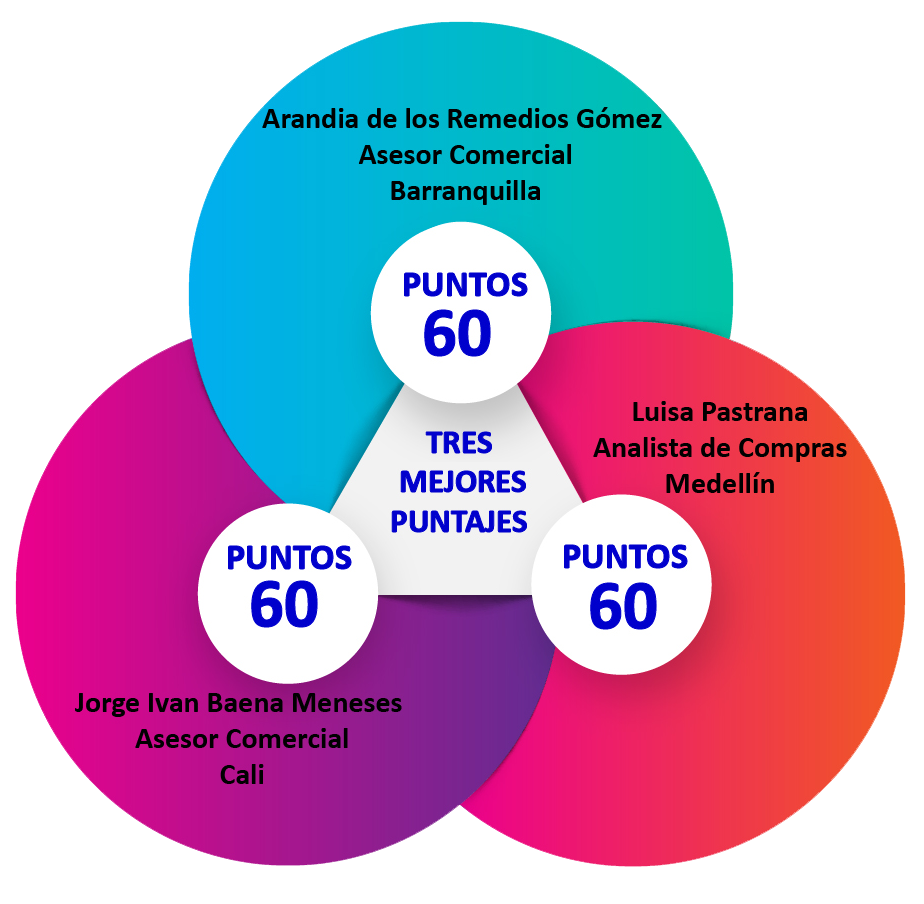 Arandia de los Remedios Gómez
Asesor Comercial
Barranquilla
PUNTOS
60
Luisa Pastrana
Analista de Compras
Medellín
TRES
MEJORES
PUNTAJES
PUNTOS
60
PUNTOS
60
Jorge Ivan Baena Meneses
Asesor Comercial
Cali